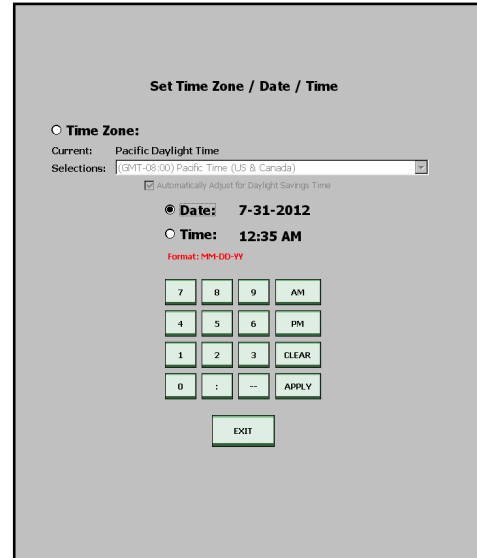 Set Time Zone / Date / Time
Time Zone:
Current: Pacific Daylight Time
Selections: (GMT-08:00) Pacific Time (US & Canada)
Automatically Adjust for Daylight Savings Time
Date: 7-31-2012
Time: 12:35 AM
Format: MM-DD-YY
7 8 9 AM
4 5 6 PM
1 2 3 CLEAR
0 : -- APPLY
EXIT